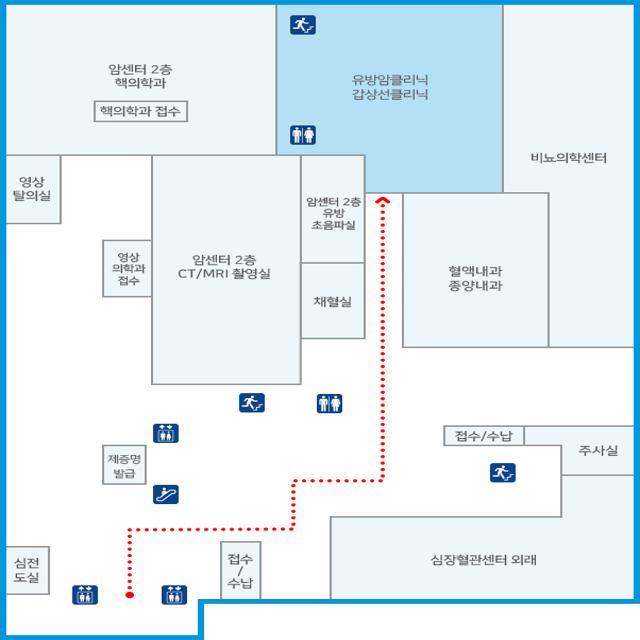 암센터 2층
핵의학과
핵의학과 접수
유방암클리닉
갑상선클리닉
비뇨의학센터
영상
탈의실
암센터 2층
유방
초음파실
영상
의학과
접수
암센터 2층
CT/MRI 촬영실
혈액내과
종양내과
채혈실
접수/수납
주사실
제증명
발급
심전
도실
접수
/
수납
심장혈관센터 외래